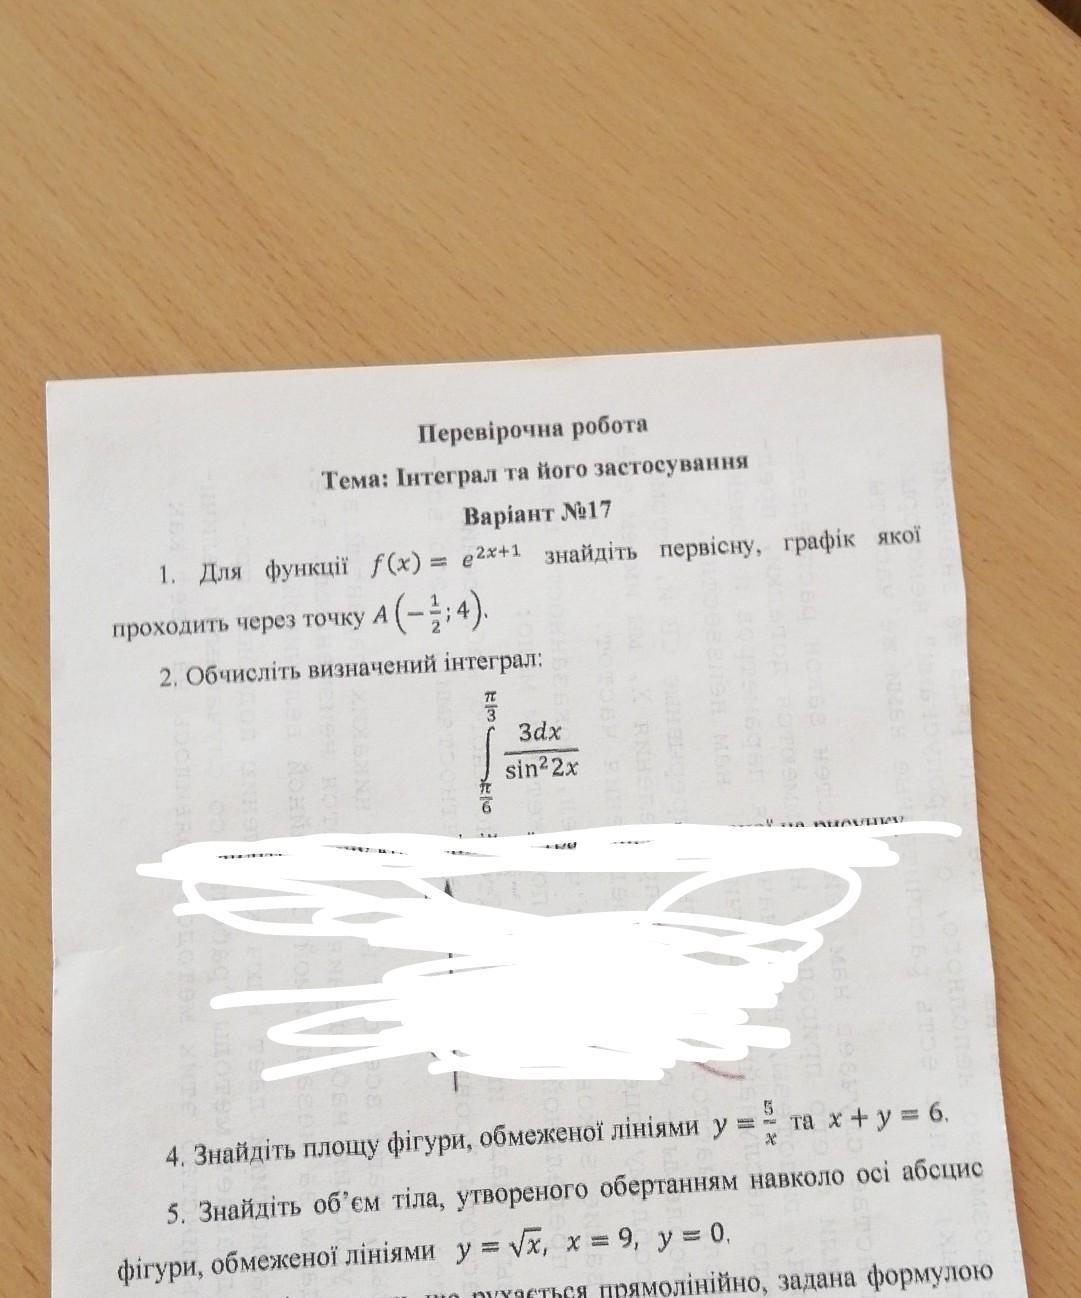 Перевірочна робота
Тема: Інтеграл та його застосування
Варіант №17
1. Для функції f(x) = e^{2x+1} знайдіть первісну, графік якої
проходить через точку A(-1/2; 4).
2. Обчисліть визначений інтеграл:
∫_{π/6}^{π/3} 3dx / sin²2x
на рисунку
4. Знайдіть площу фігури, обмеженої лініями y = 5/x та x + y = 6.
5. Знайдіть об’єм тіла, утвореного обертанням навколо осі абсцис
фігури, обмеженої лініями y = √x, x = 9, y = 0.
рухається прямолінійно, задана формулою